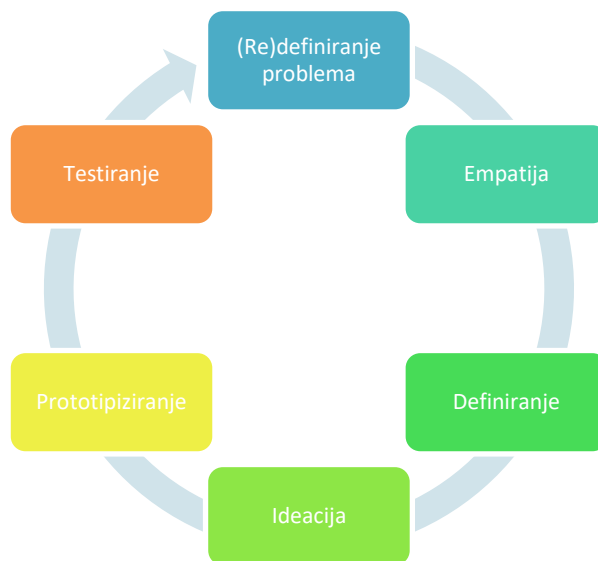 (Re)definiranje
problema
Empatija
Definiranje
Ideacija
Prototipiziranje
Testiranje